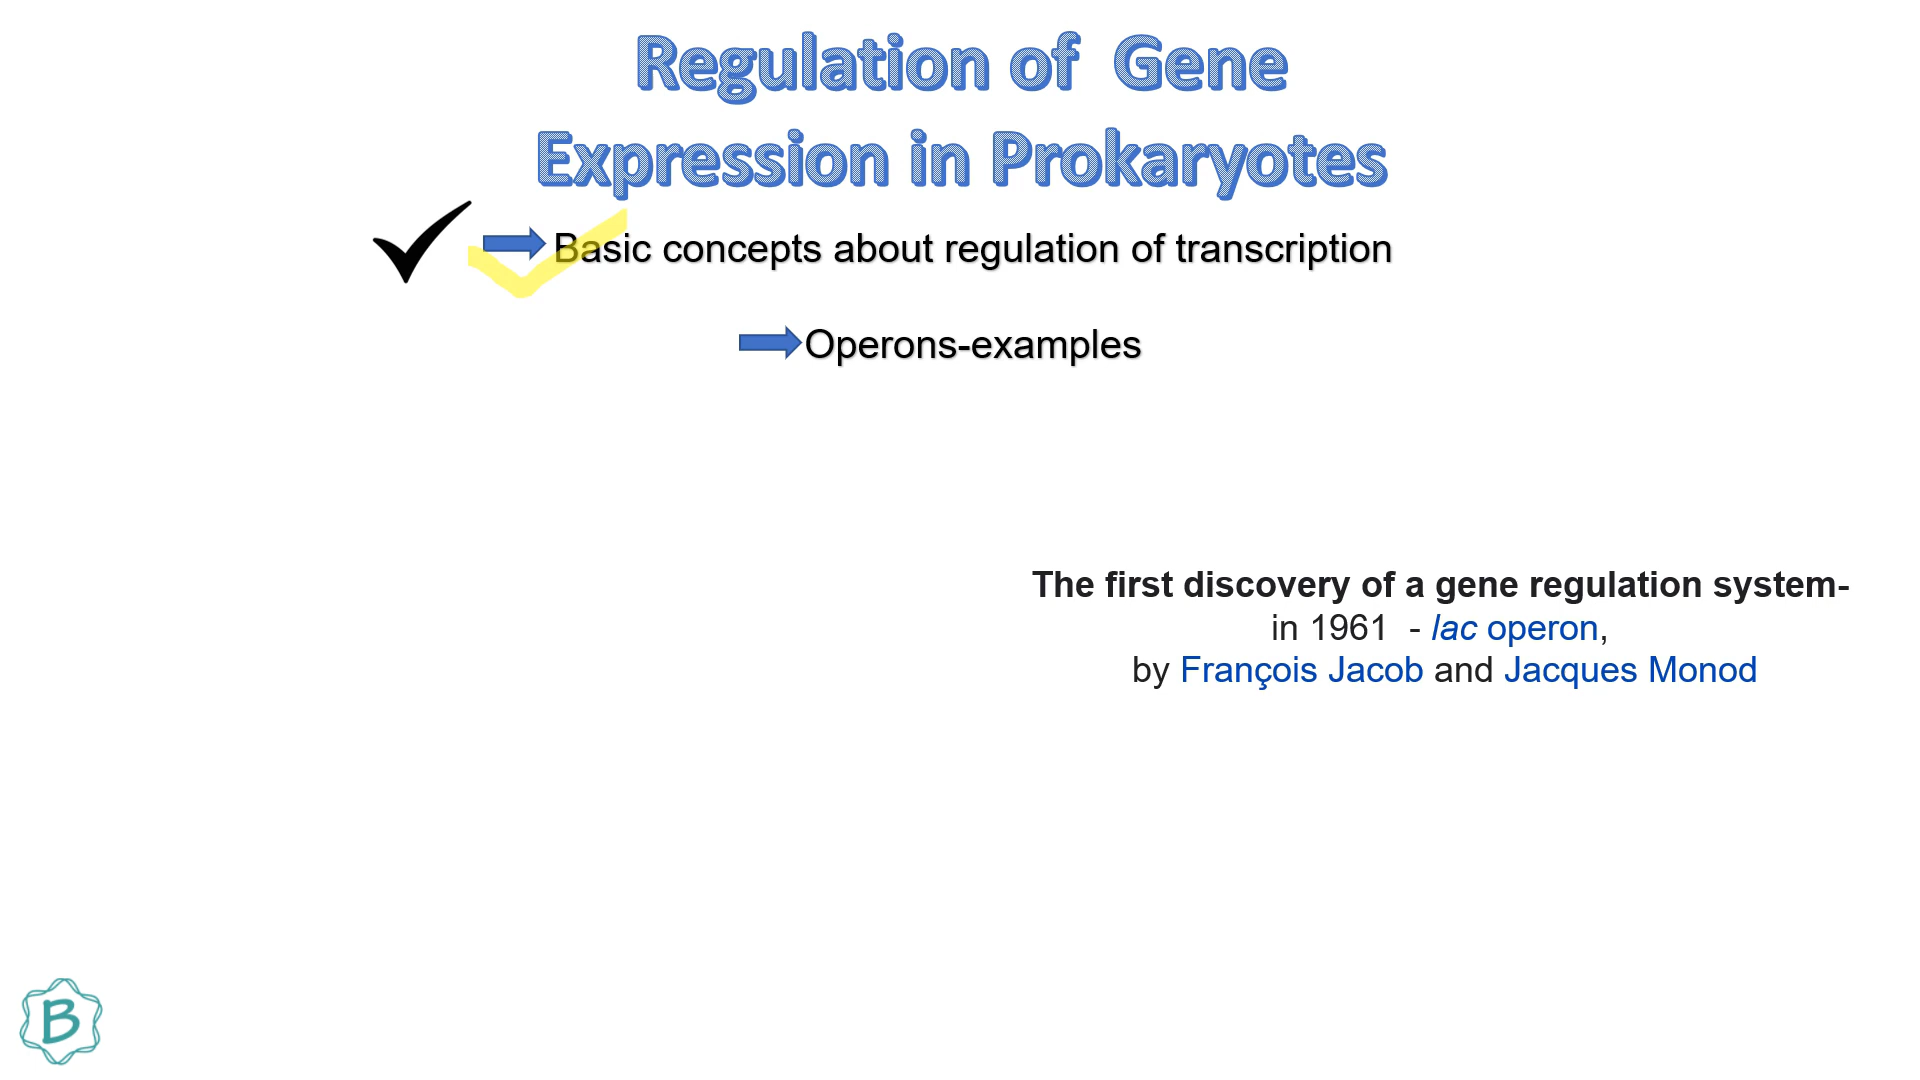 Regulation of  Gene
Expression in Prokaryotes
Basic concepts about regulation of transcription
Operons-examples
The first discovery of a gene regulation system-
in 1961  - lac operon,
by François Jacob and Jacques Monod
B